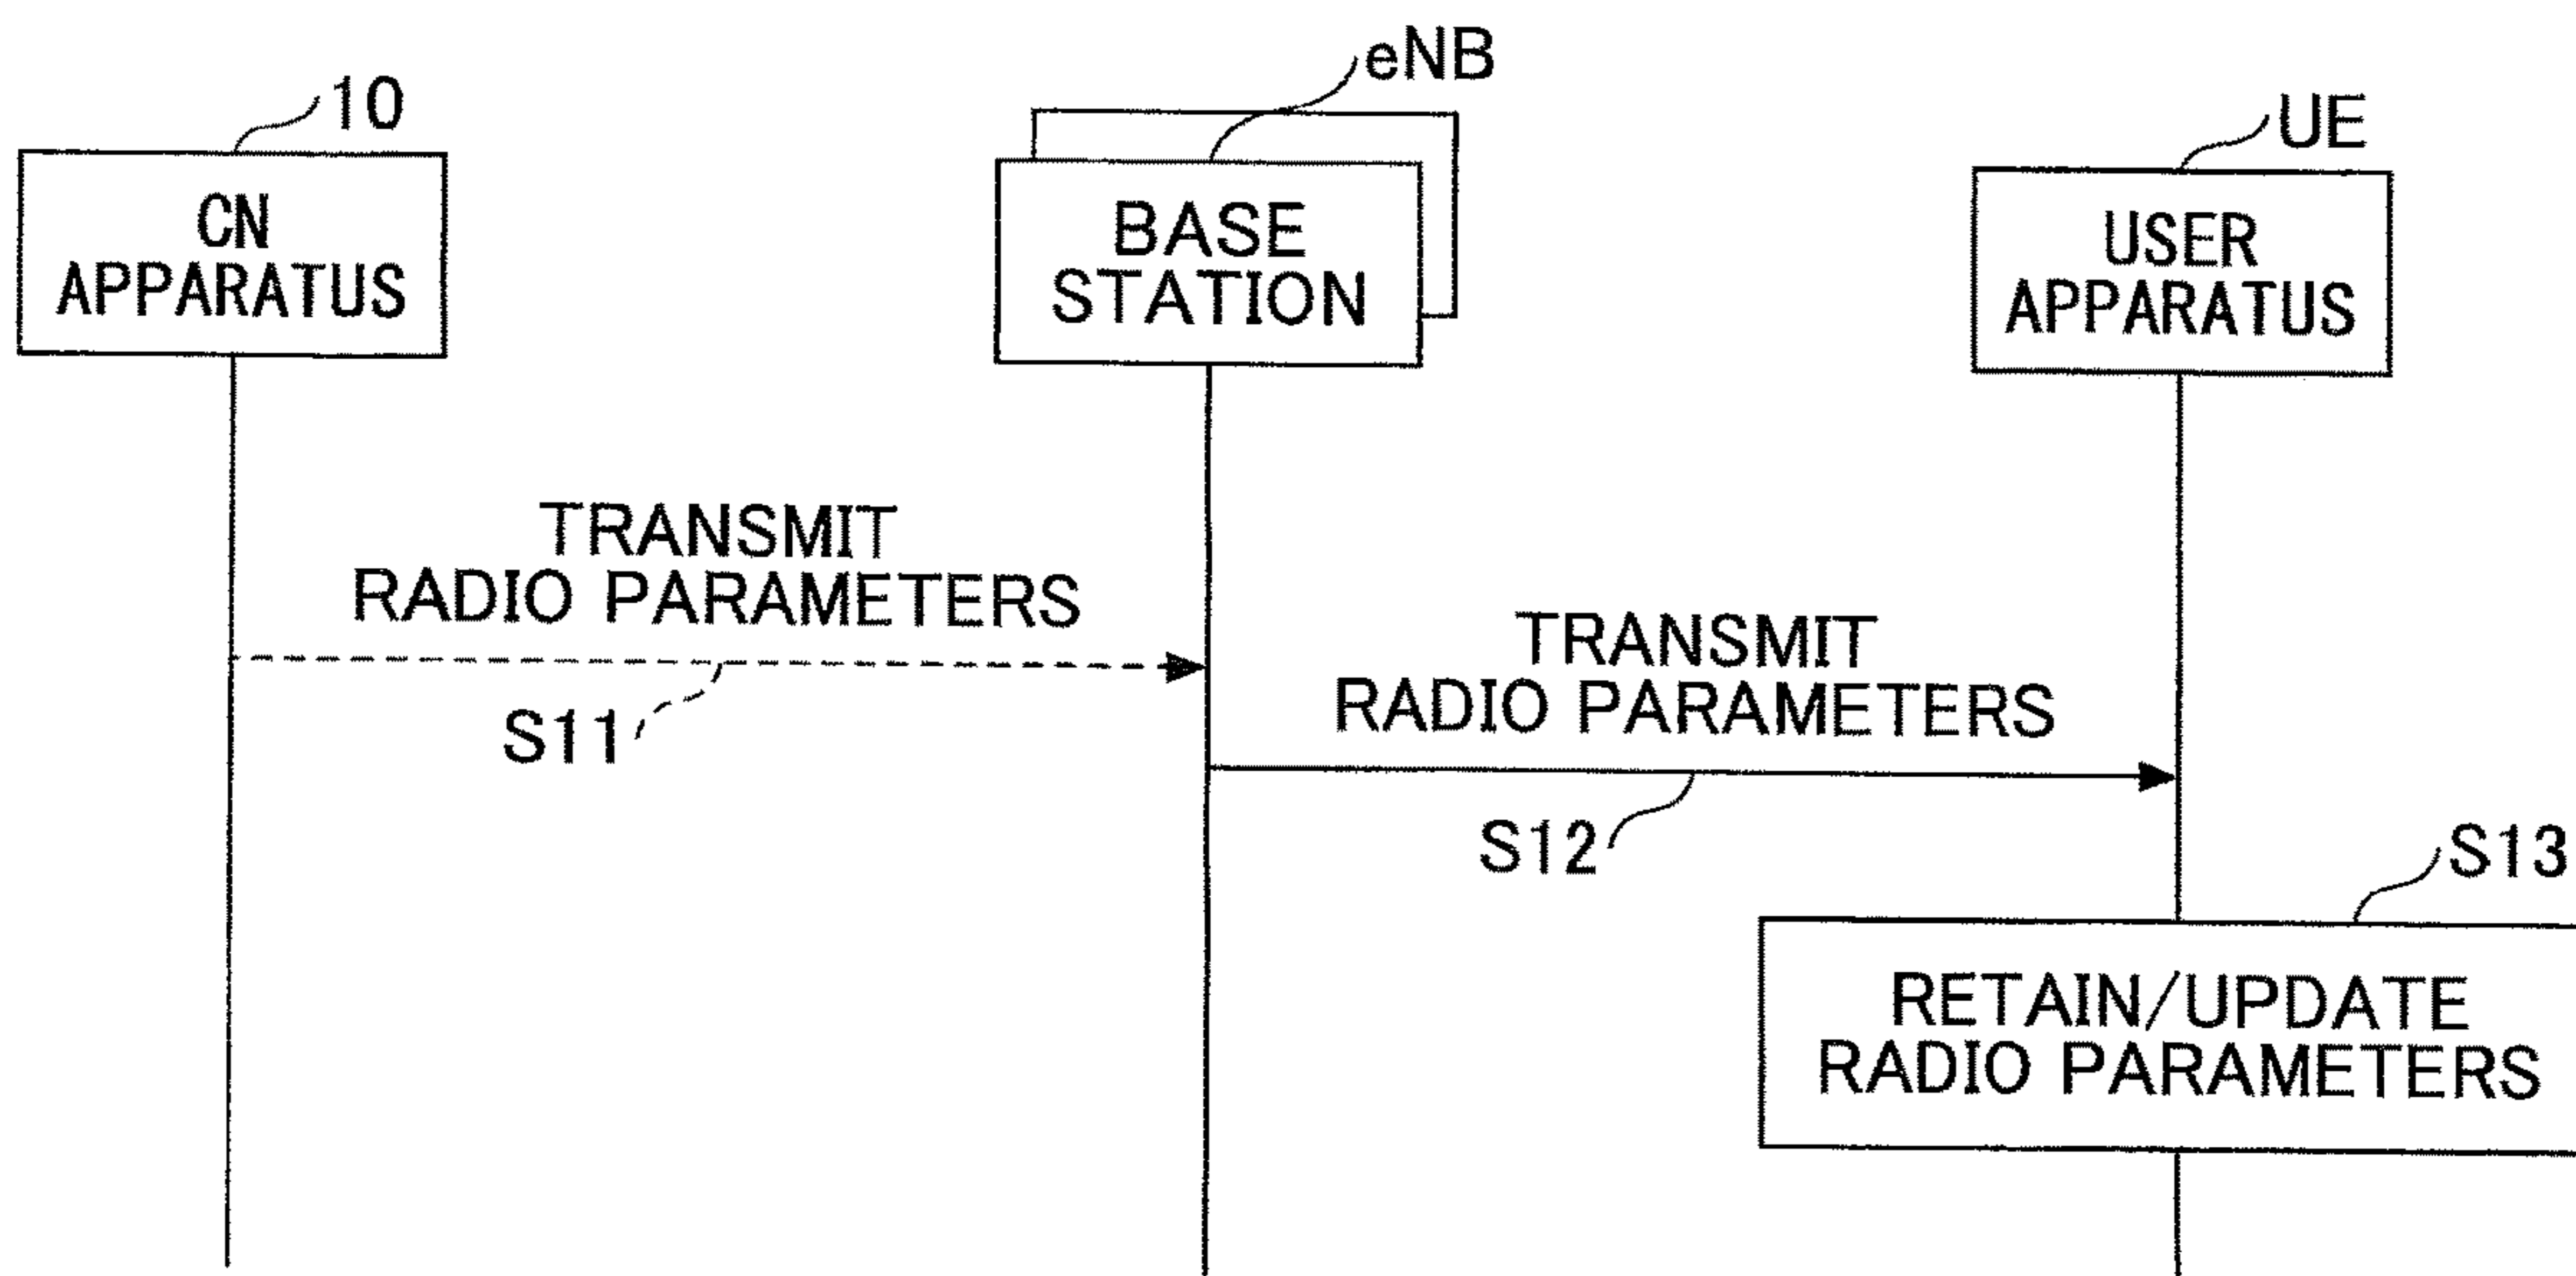 10
CN
APPARATUS
eNB
BASE
STATION
UE
USER
APPARATUS
TRANSMIT
RADIO PARAMETERS
S11
TRANSMIT
RADIO PARAMETERS
S12
S13
RETAIN/UPDATE
RADIO PARAMETERS